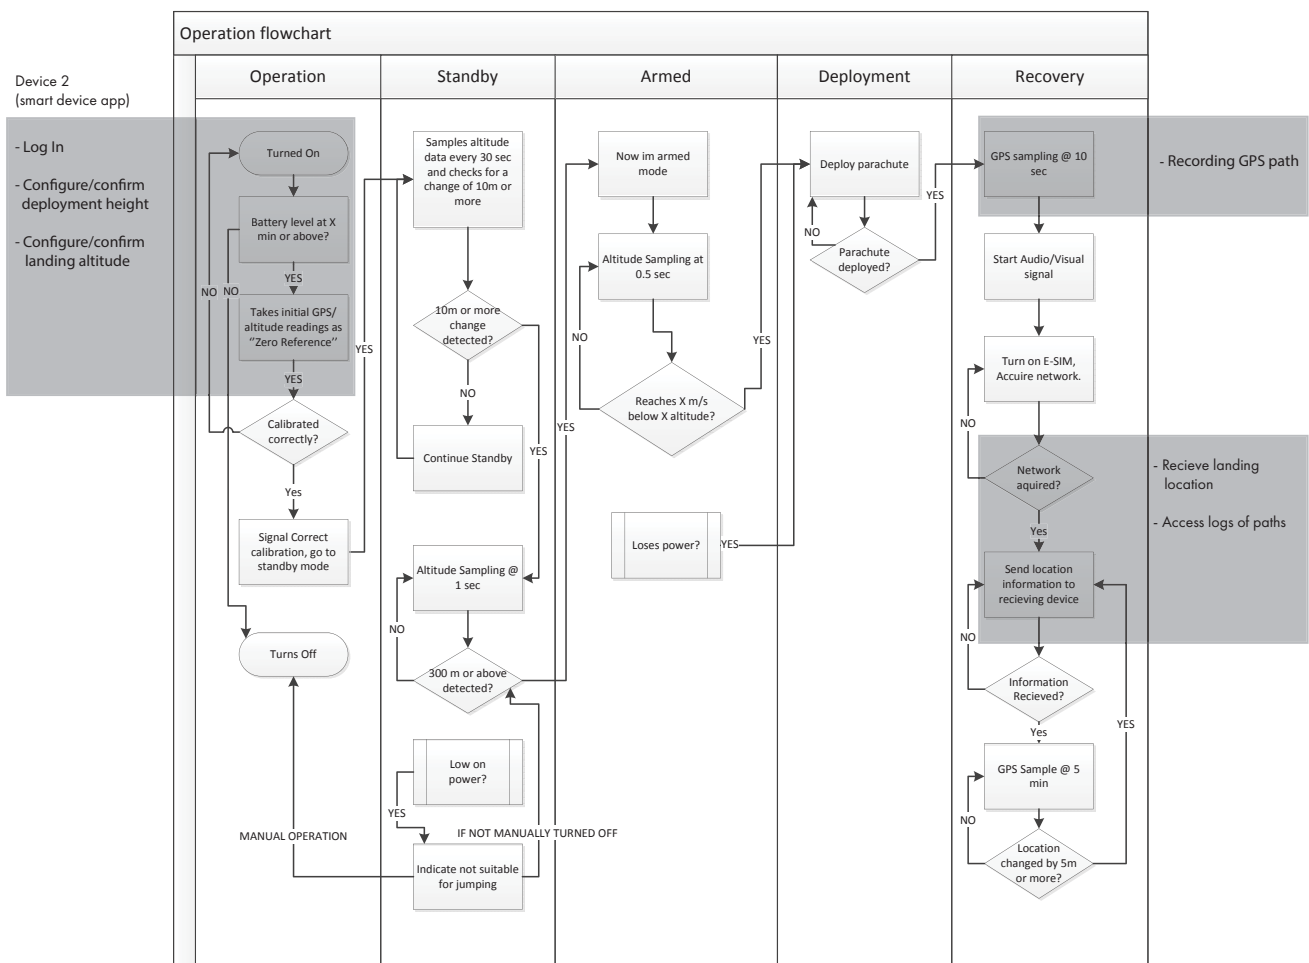 Operation flowchart
Operation
Standby
Armed
Deployment
Recovery
Device 2
(smart device app)
- Log In
- Configure/confirm
deployment height
- Configure/confirm
landing altitude
Turned On
Battery level at X
min or above?
YES
NO
NO
Takes initial GPS/
altitude readings as
“Zero Reference”
YES
YES
Calibrated
correctly?
Yes
Signal Correct
calibration, go to
standby mode
Turns Off
MANUAL OPERATION
Samples altitude
data every 30 sec
and checks for a
change of 10m or
more
10m or more
change
detected?
NO
YES
Continue Standby
Altitude Sampling @
1 sec
NO
300 m or above
detected?
YES
Low on
power?
YES
IF NOT MANUALLY TURNED OFF
Indicate not suitable
for jumping
Now im armed
mode
Altitude Sampling at
0.5 sec
NO
Reaches X m/s
below X altitude?
YES
Loses power?
YES
Deploy parachute
NO
YES
Parachute
deployed?
GPS sampling @ 10
sec
- Recording GPS path
Start Audio/Visual
signal
Turn on E-SIM,
Accuire network.
NO
Network
aquired?
- Recieve landing
location
- Access logs of paths
Yes
Send location
information to
recieving device
NO
Information
Recieved?
YES
Yes
GPS Sample @ 5
min
NO
Location
changed by 5m
or more?